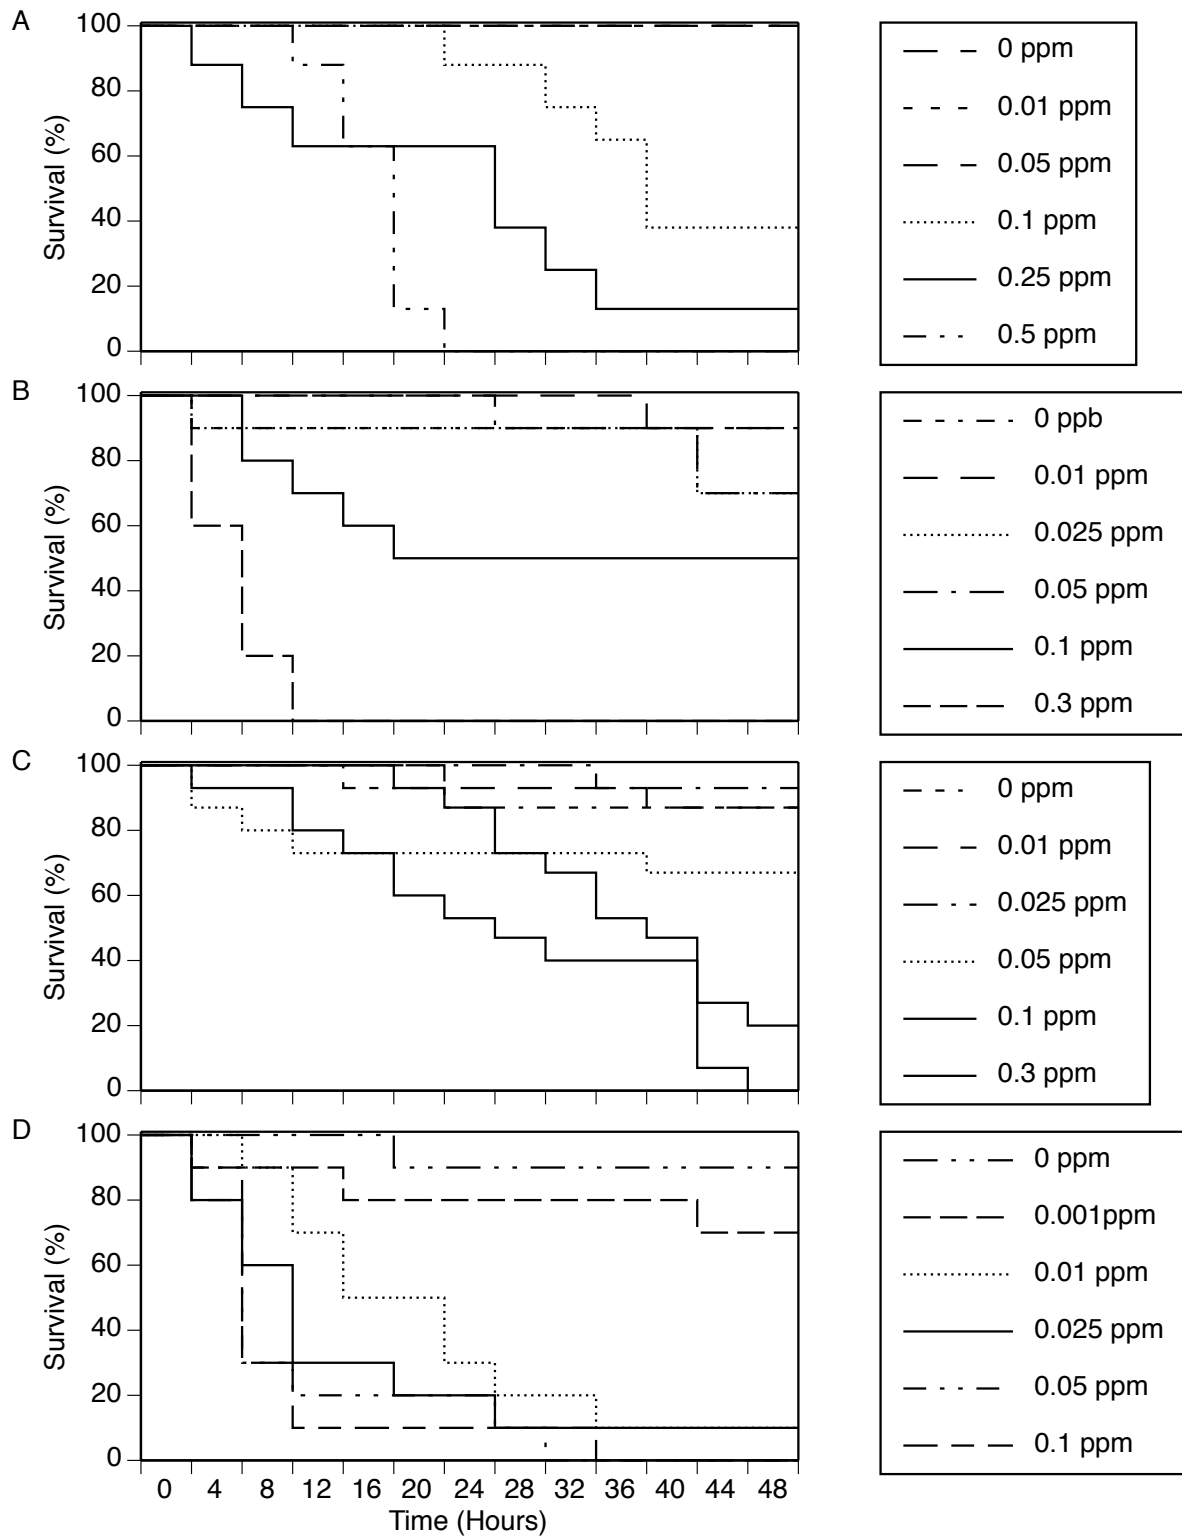 A
100
80
60
40
20
0
Survival (%)
0 ppm
0.01 ppm
0.05 ppm
0.1 ppm
0.25 ppm
0.5 ppm
B
100
80
60
40
20
0
Survival (%)
0 ppb
0.01 ppm
0.025 ppm
0.05 ppm
0.1 ppm
0.3 ppm
C
100
80
60
40
20
0
Survival (%)
0 ppm
0.01 ppm
0.025 ppm
0.05 ppm
0.1 ppm
0.3 ppm
D
100
80
60
40
20
0
Survival (%)
0 ppm
0.001ppm
0.01 ppm
0.025 ppm
0.05 ppm
0.1 ppm
0 4 8 12 16 20 24 28 32 36 40 44 48
Time (Hours)